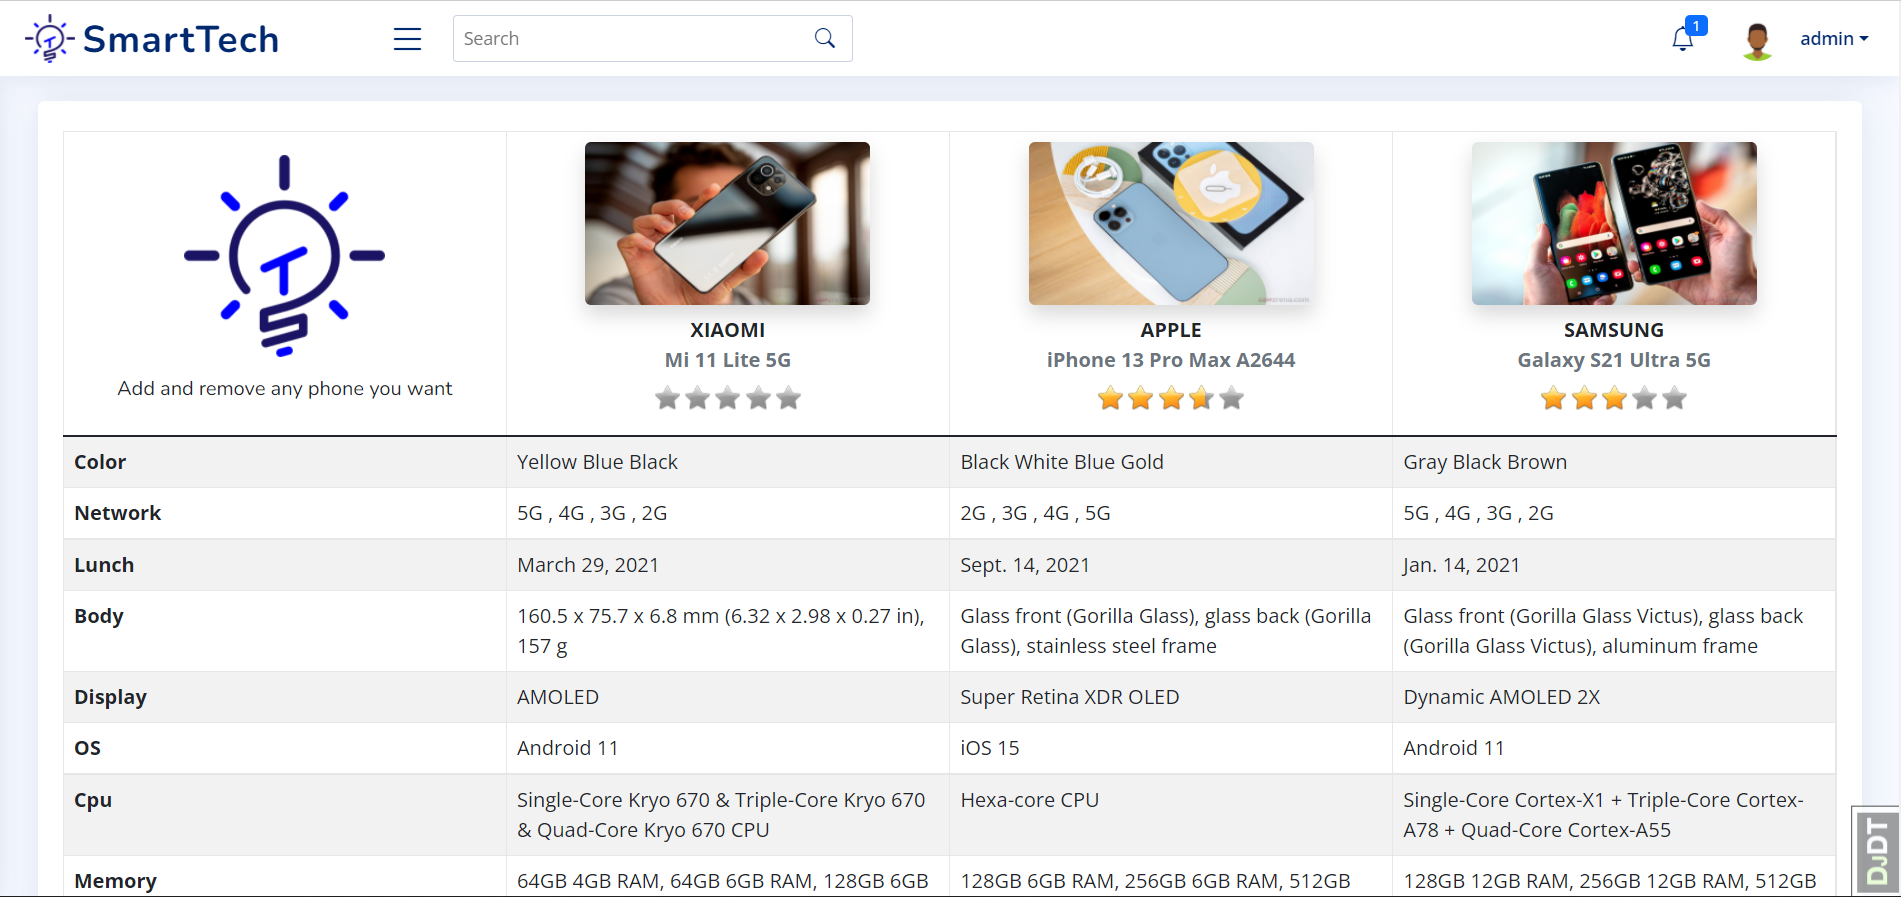 SmartTech
Search
1
admin
Add and remove any phone you want
XIAOMI
Mi 11 Lite 5G
APPLE
iPhone 13 Pro Max A2644
SAMSUNG
Galaxy S21 Ultra 5G
Color
Yellow Blue Black
Black White Blue Gold
Gray Black Brown
Network
5G , 4G , 3G , 2G
2G , 3G , 4G , 5G
5G , 4G , 3G , 2G
Lunch
March 29, 2021
Sept. 14, 2021
Jan. 14, 2021
Body
160.5 x 75.7 x 6.8 mm (6.32 x 2.98 x 0.27 in),
157 g
Glass front (Gorilla Glass), glass back (Gorilla
Glass), stainless steel frame
Glass front (Gorilla Glass Victus), glass back
(Gorilla Glass Victus), aluminum frame
Display
AMOLED
Super Retina XDR OLED
Dynamic AMOLED 2X
OS
Android 11
iOS 15
Android 11
Cpu
Single-Core Kryo 670 & Triple-Core Kryo 670
& Quad-Core Kryo 670 CPU
Hexa-core CPU
Single-Core Cortex-X1 + Triple-Core Cortex-
A78 + Quad-Core Cortex-A55
Memory
64GB 4GB RAM, 64GB 6GB RAM, 128GB 6GB
128GB 6GB RAM, 256GB 6GB RAM, 512GB
128GB 12GB RAM, 256GB 12GB RAM, 512GB
DJDT